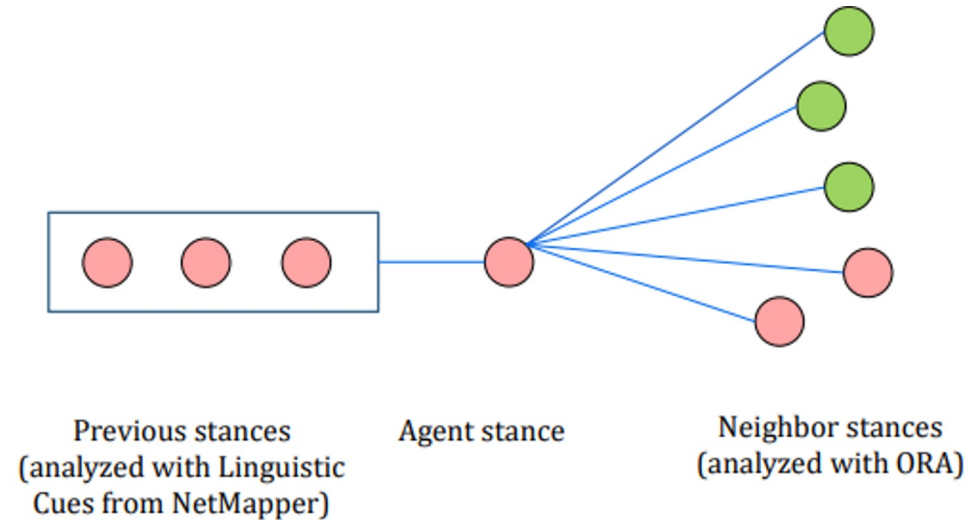 Previous stances
(analyzed with Linguistic
Cues from NetMapper)
Agent stance
Neighbor stances
(analyzed with ORA)